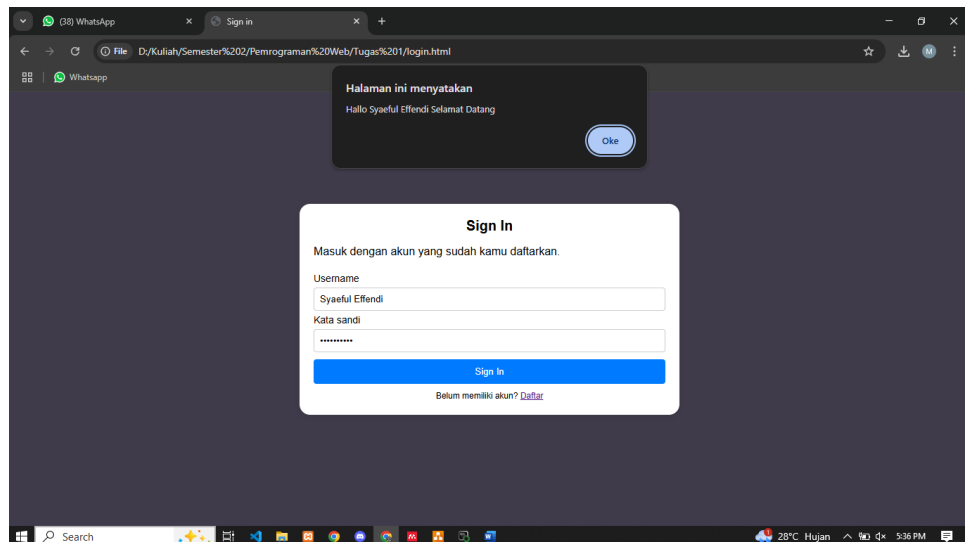 (38) WhatsApp
Sign in
File D:/Kuliah/Semester%202/Pemrograman%20Web/Tugas%201/login.html
M
Whatsapp
Halaman ini menyatakan
Hallo Syaeful Effendi Selamat Datang
Oke
Sign In
Masuk dengan akun yang sudah kamu daftarkan.
Username
Syaeful Effendi
Kata sandi
••••••••••
Sign In
Belum memiliki akun? Daftar
Search
28°C Hujan
5:36 PM